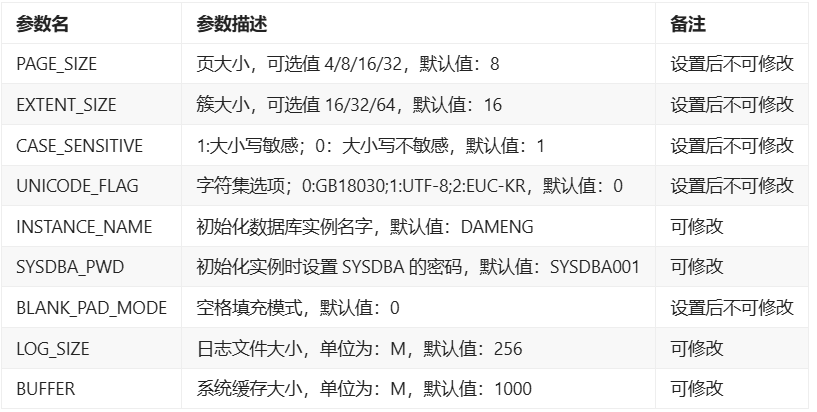 参数名 参数描述 备注
PAGE_SIZE 页大小，可选值 4/8/16/32，默认值：8 设置后不可修改
EXTENT_SIZE 簇大小，可选值 16/32/64，默认值：16 设置后不可修改
CASE_SENSITIVE 1:大小写敏感；0：大小写不敏感，默认值：1 设置后不可修改
UNICODE_FLAG 字符集选项；0:GB18030;1:UTF-8;2:EUC-KR，默认值：0 设置后不可修改
INSTANCE_NAME 初始化数据库实例名字，默认值：DAMENG 可修改
SYSDBA_PWD 初始化实例时设置 SYSDBA 的密码，默认值：SYSDBA001 可修改
BLANK_PAD_MODE 空格填充模式，默认值：0 设置后不可修改
LOG_SIZE 日志文件大小，单位为：M，默认值：256 可修改
BUFFER 系统缓存大小，单位为：M，默认值：1000 可修改